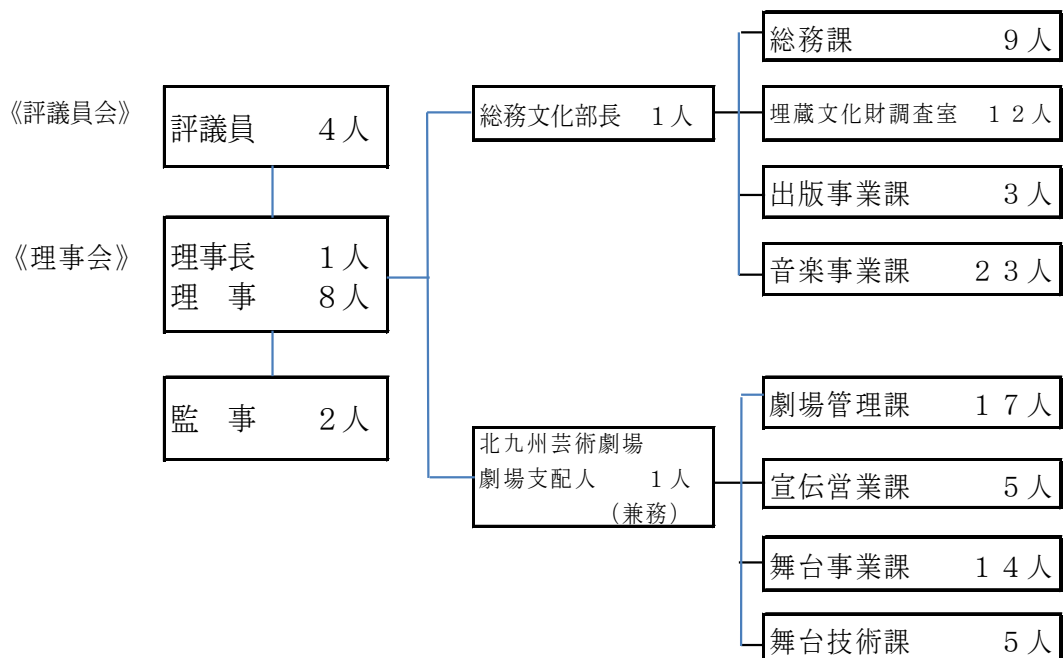 《評議員会》
評議員　　４人
《理事会》
理事長　　１人
理　事　　８人
監　事　　２人
総務文化部長　１人
総務課　　　９人
埋蔵文化財調査室　１２人
出版事業課　　３人
音楽事業課　２３人
北九州芸術劇場
劇場支配人　　１人
（兼務）
劇場管理課　１７人
宣伝営業課　　５人
舞台事業課　１４人
舞台技術課　　５人